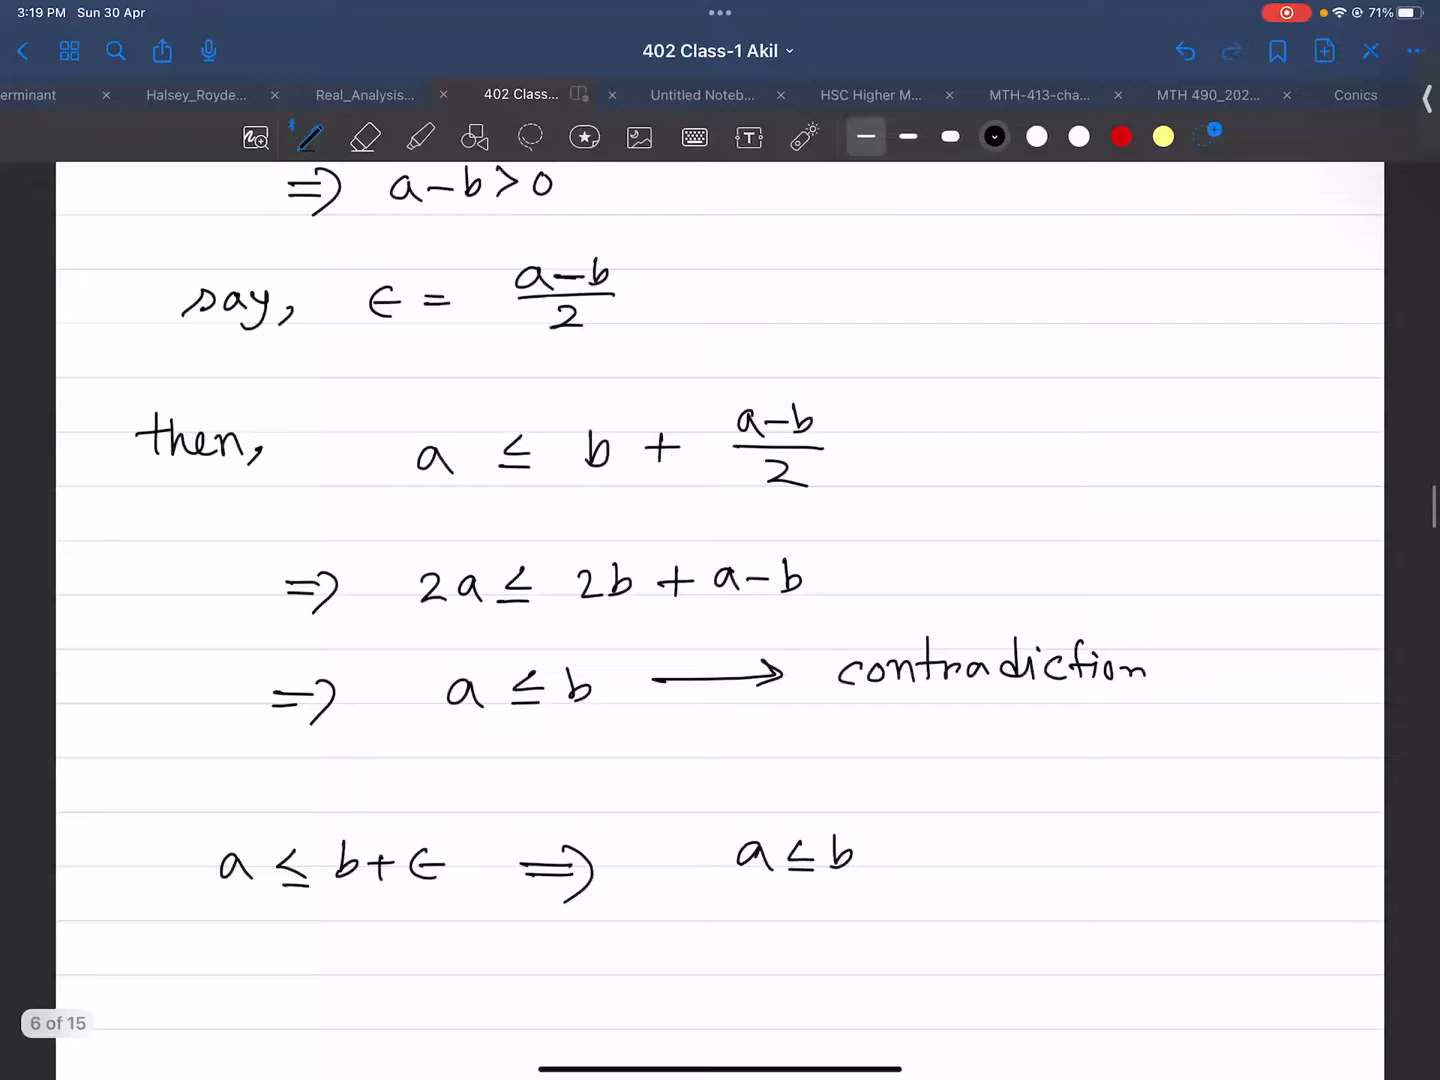 3:19 PM Sun 30 Apr
71%
402 Class-1 Akil
erminant
Halsey_Royde...
Real_Analysis...
402 Class...
Untitled Noteb...
HSC Higher M...
MTH-413-cha...
MTH 490_202...
Conics
⇒ a-b>0
say, ∈ = (a-b)/2
then, a ≤ b + (a-b)/2
⇒ 2a ≤ 2b + a-b
⇒ a ≤ b ⟶ contradiction
a ≤ b+∈ ⇒ a ≤ b
6 of 15